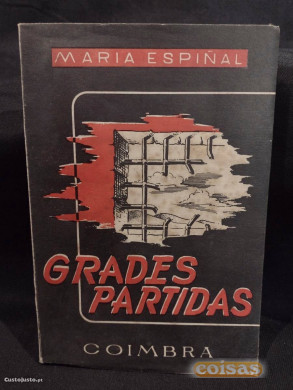 MARIA ESPIÑAL
GRADES
PARTIDAS
COIMBRA
coisas
© CustoJusto.pt